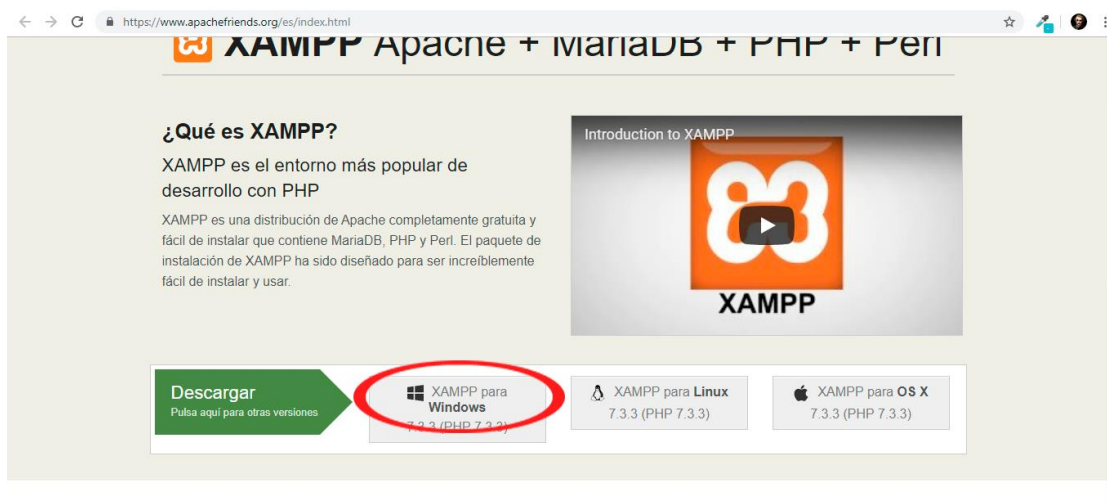 https://www.apachefriends.org/es/index.html
XAMPP Apache + MariaDB + PHP + Perl
¿Qué es XAMPP?
XAMPP es el entorno más popular de
desarrollo con PHP
XAMPP es una distribución de Apache completamente gratuita y
fácil de instalar que contiene MariaDB, PHP y Perl. El paquete de
instalación de XAMPP ha sido diseñado para ser increíblemente
fácil de instalar y usar.
Introduction to XAMPP
XAMPP
Descargar
Pulsa aquí para otras versiones
XAMPP para
Windows
7.3.3 (PHP 7.3.3)
XAMPP para Linux
7.3.3 (PHP 7.3.3)
XAMPP para OS X
7.3.3 (PHP 7.3.3)